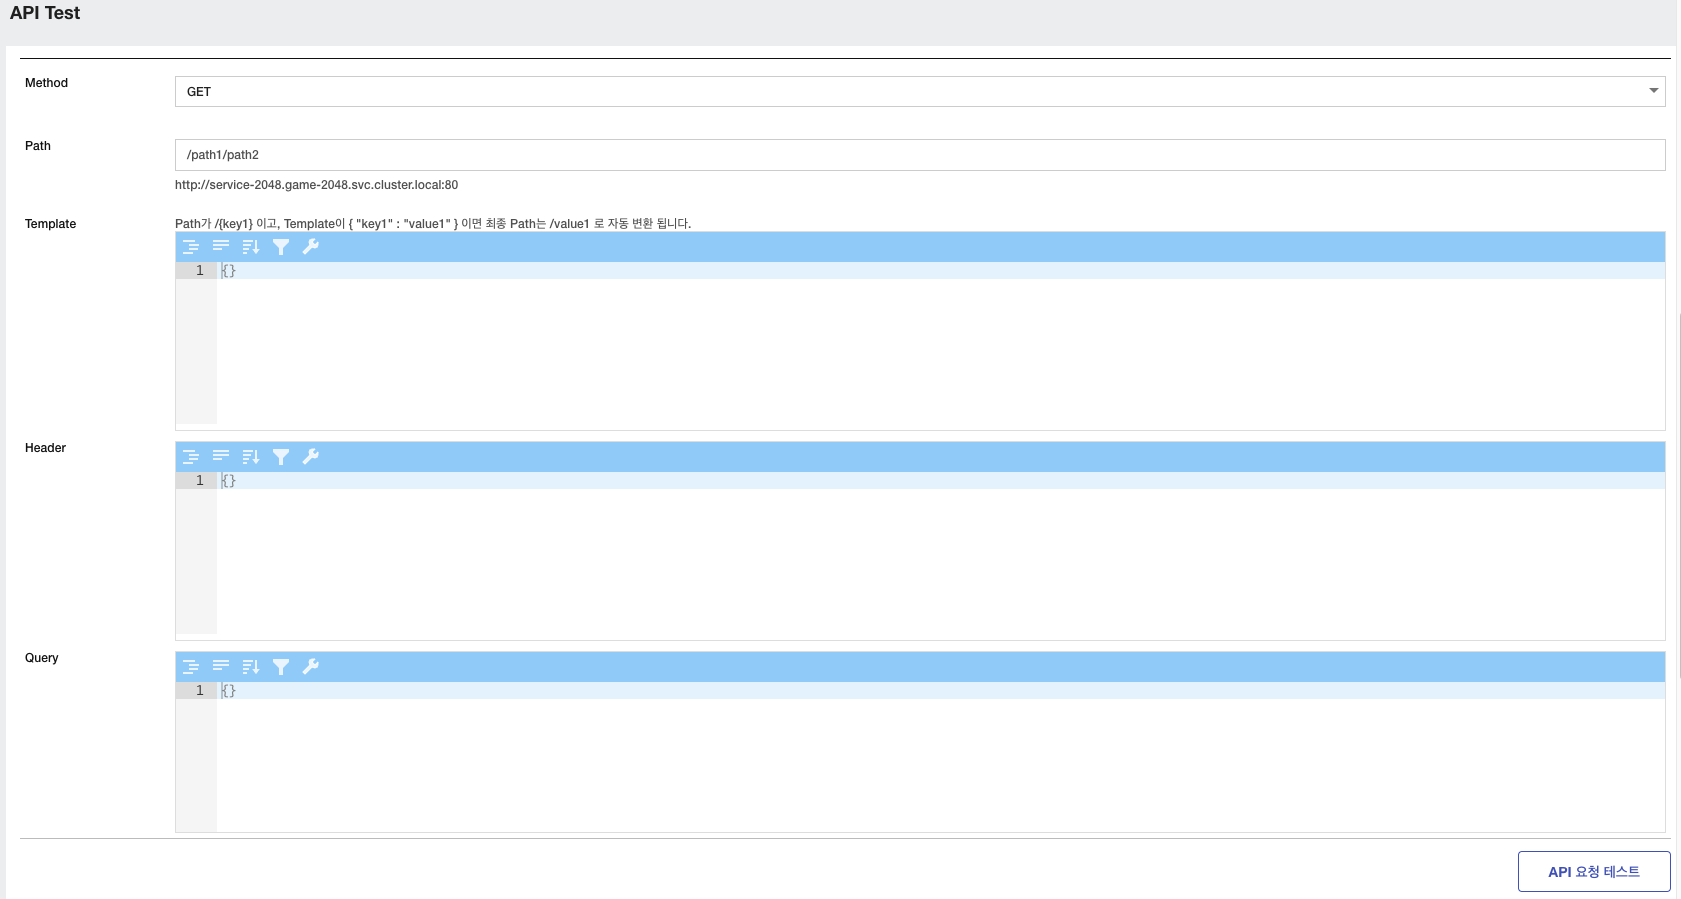 API Test
Method
GET
Path
/path1/path2
http://service-2048.game-2048.svc.cluster.local:80
Template
Path가 /{key1} 이고, Template이 { "key1" : "value1" } 이면 최종 Path는 /value1 로 자동 변환 됩니다.
1 {}
Header
1 {}
Query
1 {}
API 요청 테스트